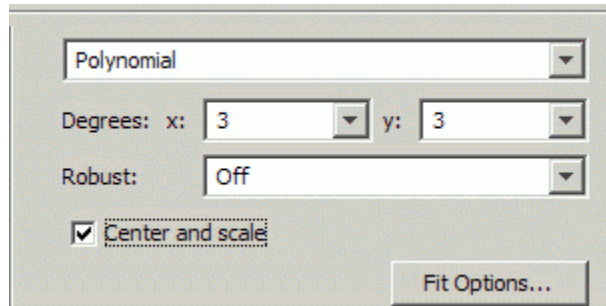 Polynomial
Degrees: x: 3 y: 3
Robust: Off
Center and scale
Fit Options...